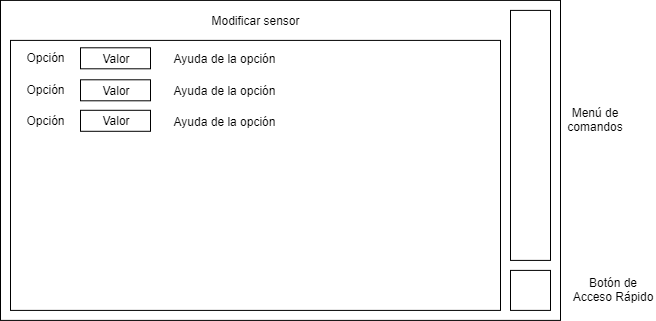 Modificar sensor
Opción Valor Ayuda de la opción
Opción Valor Ayuda de la opción
Opción Valor Ayuda de la opción
Menú de
comandos
Botón de
Acceso Rápido